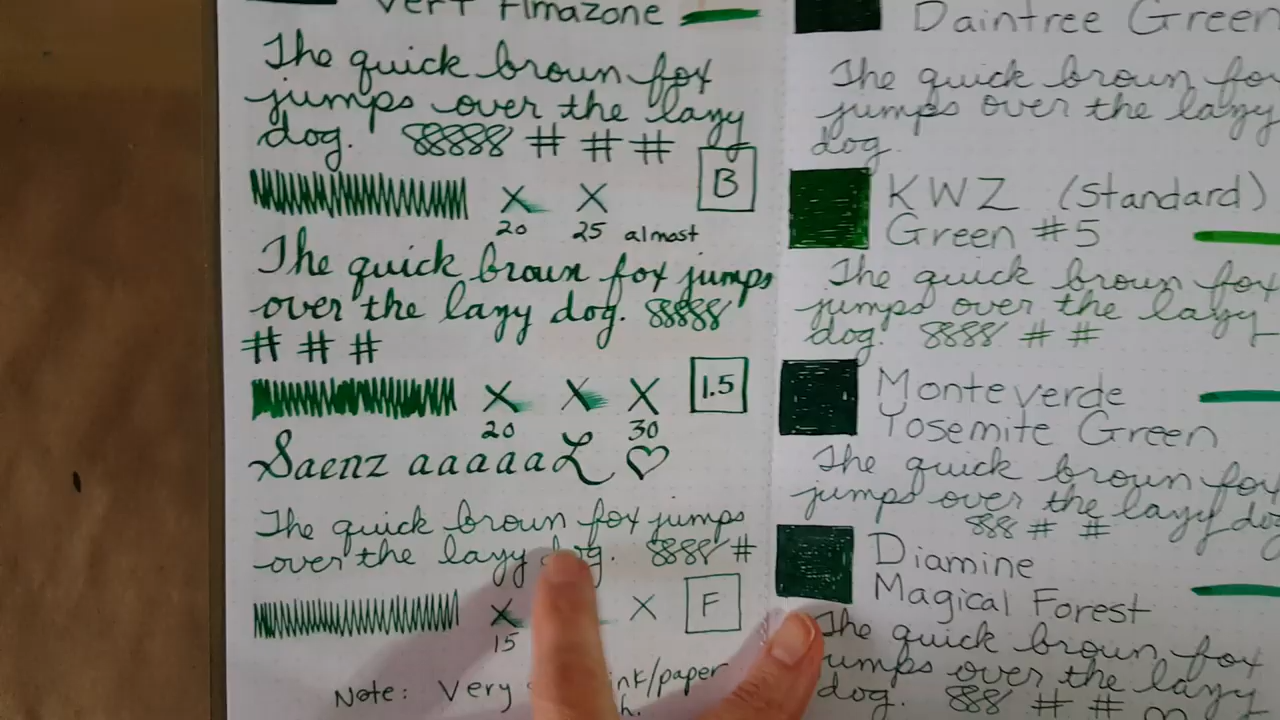 Vert Amazone
The quick brown fox
jumps over the lazy
dog. 88888 # # #
B
X X
20 25 almost
The quick brown fox jumps
over the lazy dog. 88888
# # #
X X X
1.5
20 30
Saenz aaaaa L ♡
The quick brown fox jumps
over the lazy dog. 8888 #
X X F
15
Note: Very ink/paper
h.
Daintree Green
The quick brown fo
jumps over the lazy
dog.
KWZ (Standard)
Green #5
The quick brown fox
jumps over the lazy
dog. 8888 # #
Monteverde
Yosemite Green
The quick brown fox
jumps over the lazy do
888 # #
Diamine
Magical Forest
The quick brown fox
jumps over the lazy
dog. 888 # #